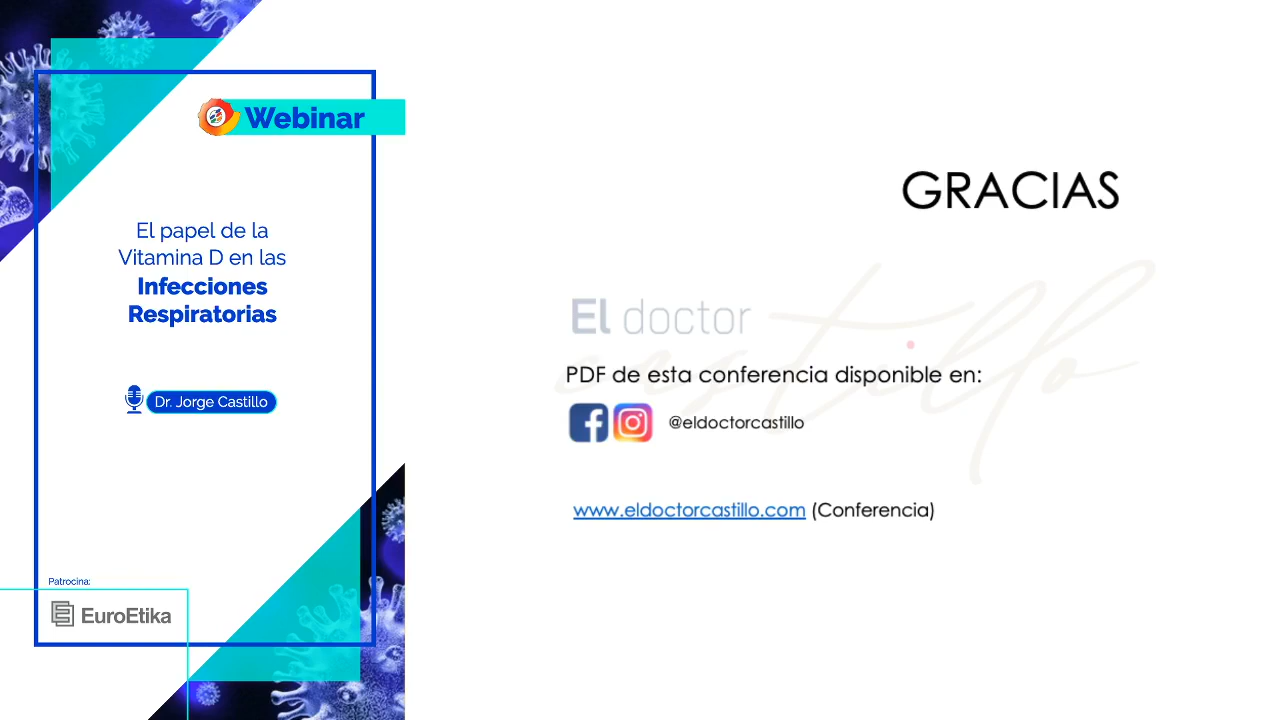 Webinar
El papel de la
Vitamina D en las
Infecciones
Respiratorias
Dr. Jorge Castillo
Patrocina:
EuroEtika
GRACIAS
El doctor
castillo
PDF de esta conferencia disponible en:
@eldoctorcastillo
www.eldoctorcastillo.com (Conferencia)